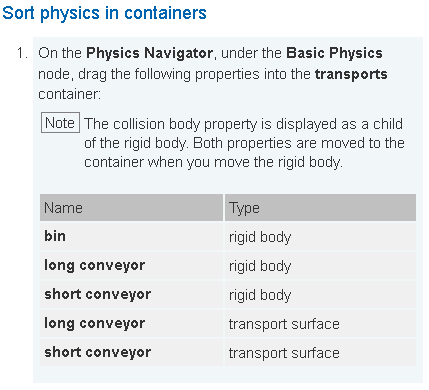 Sort physics in containers
1. On the Physics Navigator, under the Basic Physics
node, drag the following properties into the transports
container:
Note The collision body property is displayed as a child
of the rigid body. Both properties are moved to the
container when you move the rigid body.
Name Type
bin rigid body
long conveyor rigid body
short conveyor rigid body
long conveyor transport surface
short conveyor transport surface